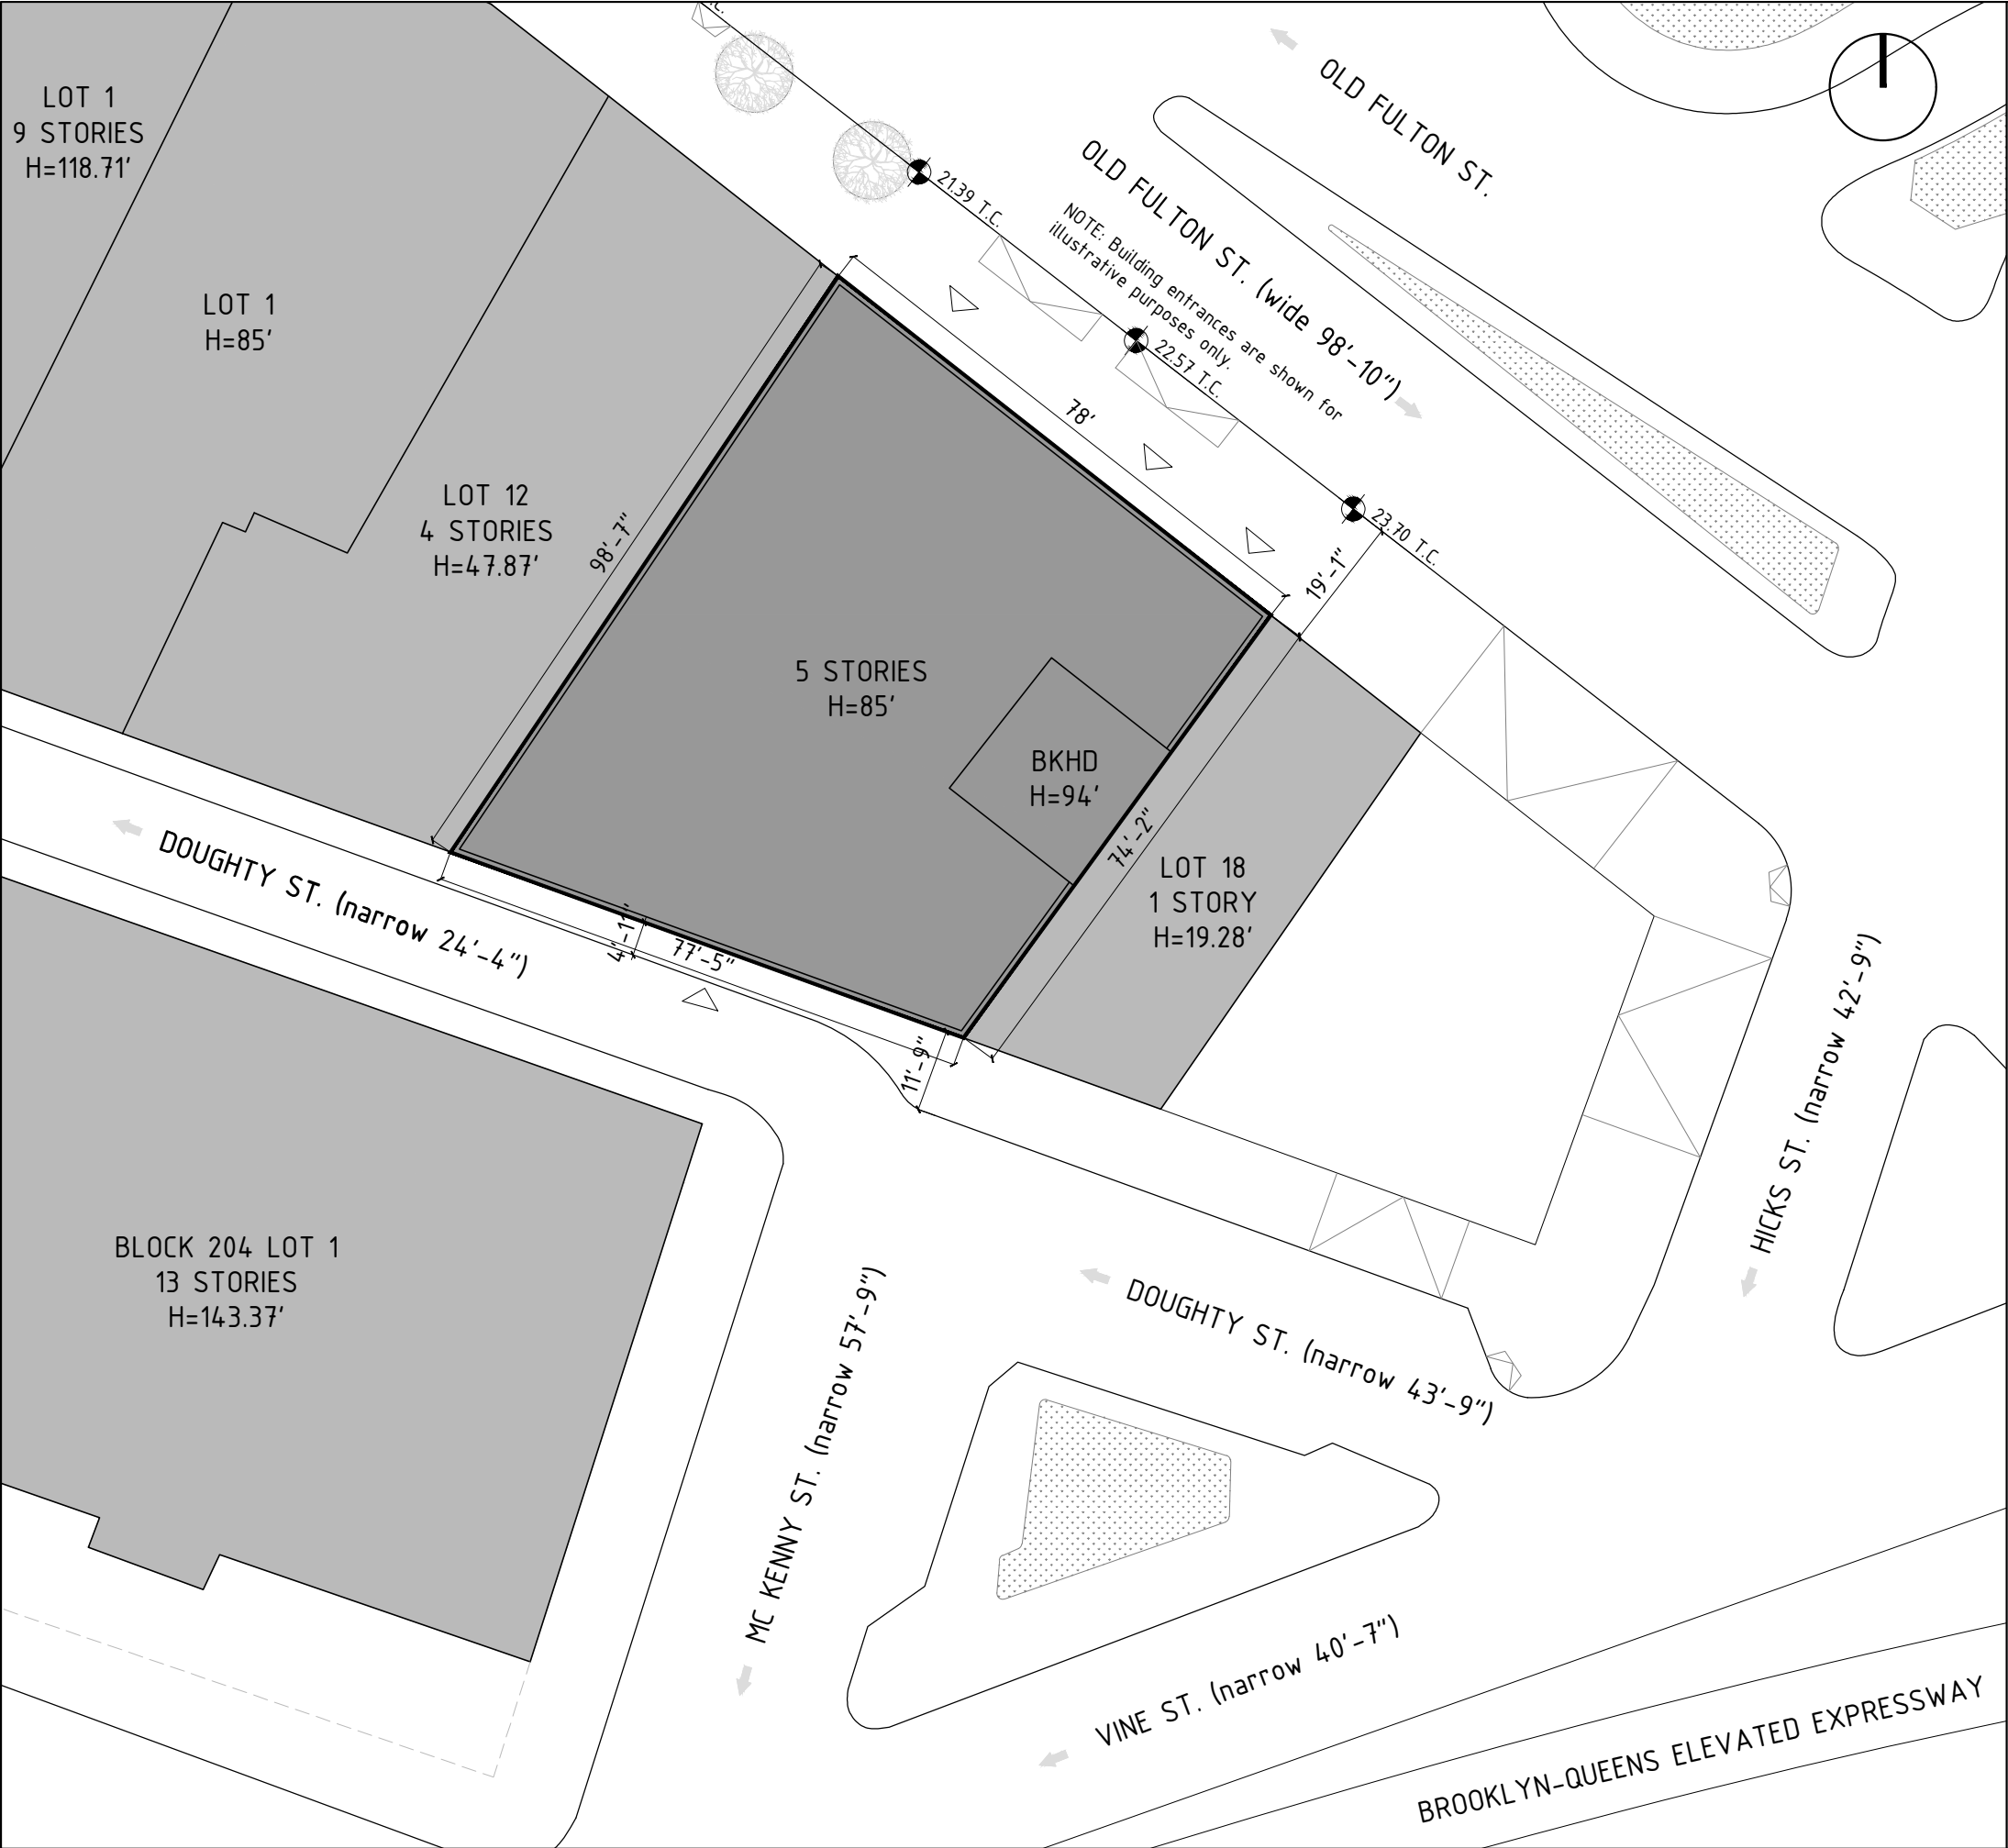 LOT 1
9 STORIES
H=118.71'
LOT 1
H=85'
LOT 12
4 STORIES
H=47.87'
OLD FULTON ST.
OLD FULTON ST. (wide 98'-10")
NOTE: Building entrances are shown for
illustrative purposes only.
21.39 T.C.
22.57 T.C.
23.70 T.C.
78'
98'-7"
19'-1"
5 STORIES
H=85'
BKHD
H=94'
74'-2"
LOT 18
1 STORY
H=19.28'
DOUGHTY ST. (narrow 24'-4")
4'-11"
77'-5"
11'-9"
HICKS ST. (narrow 42'-9")
BLOCK 204 LOT 1
13 STORIES
H=143.37'
MC KENNY ST. (narrow 57'-9")
DOUGHTY ST. (narrow 43'-9")
VINE ST. (narrow 40'-7")
BROOKLYN-QUEENS ELEVATED EXPRESSWAY